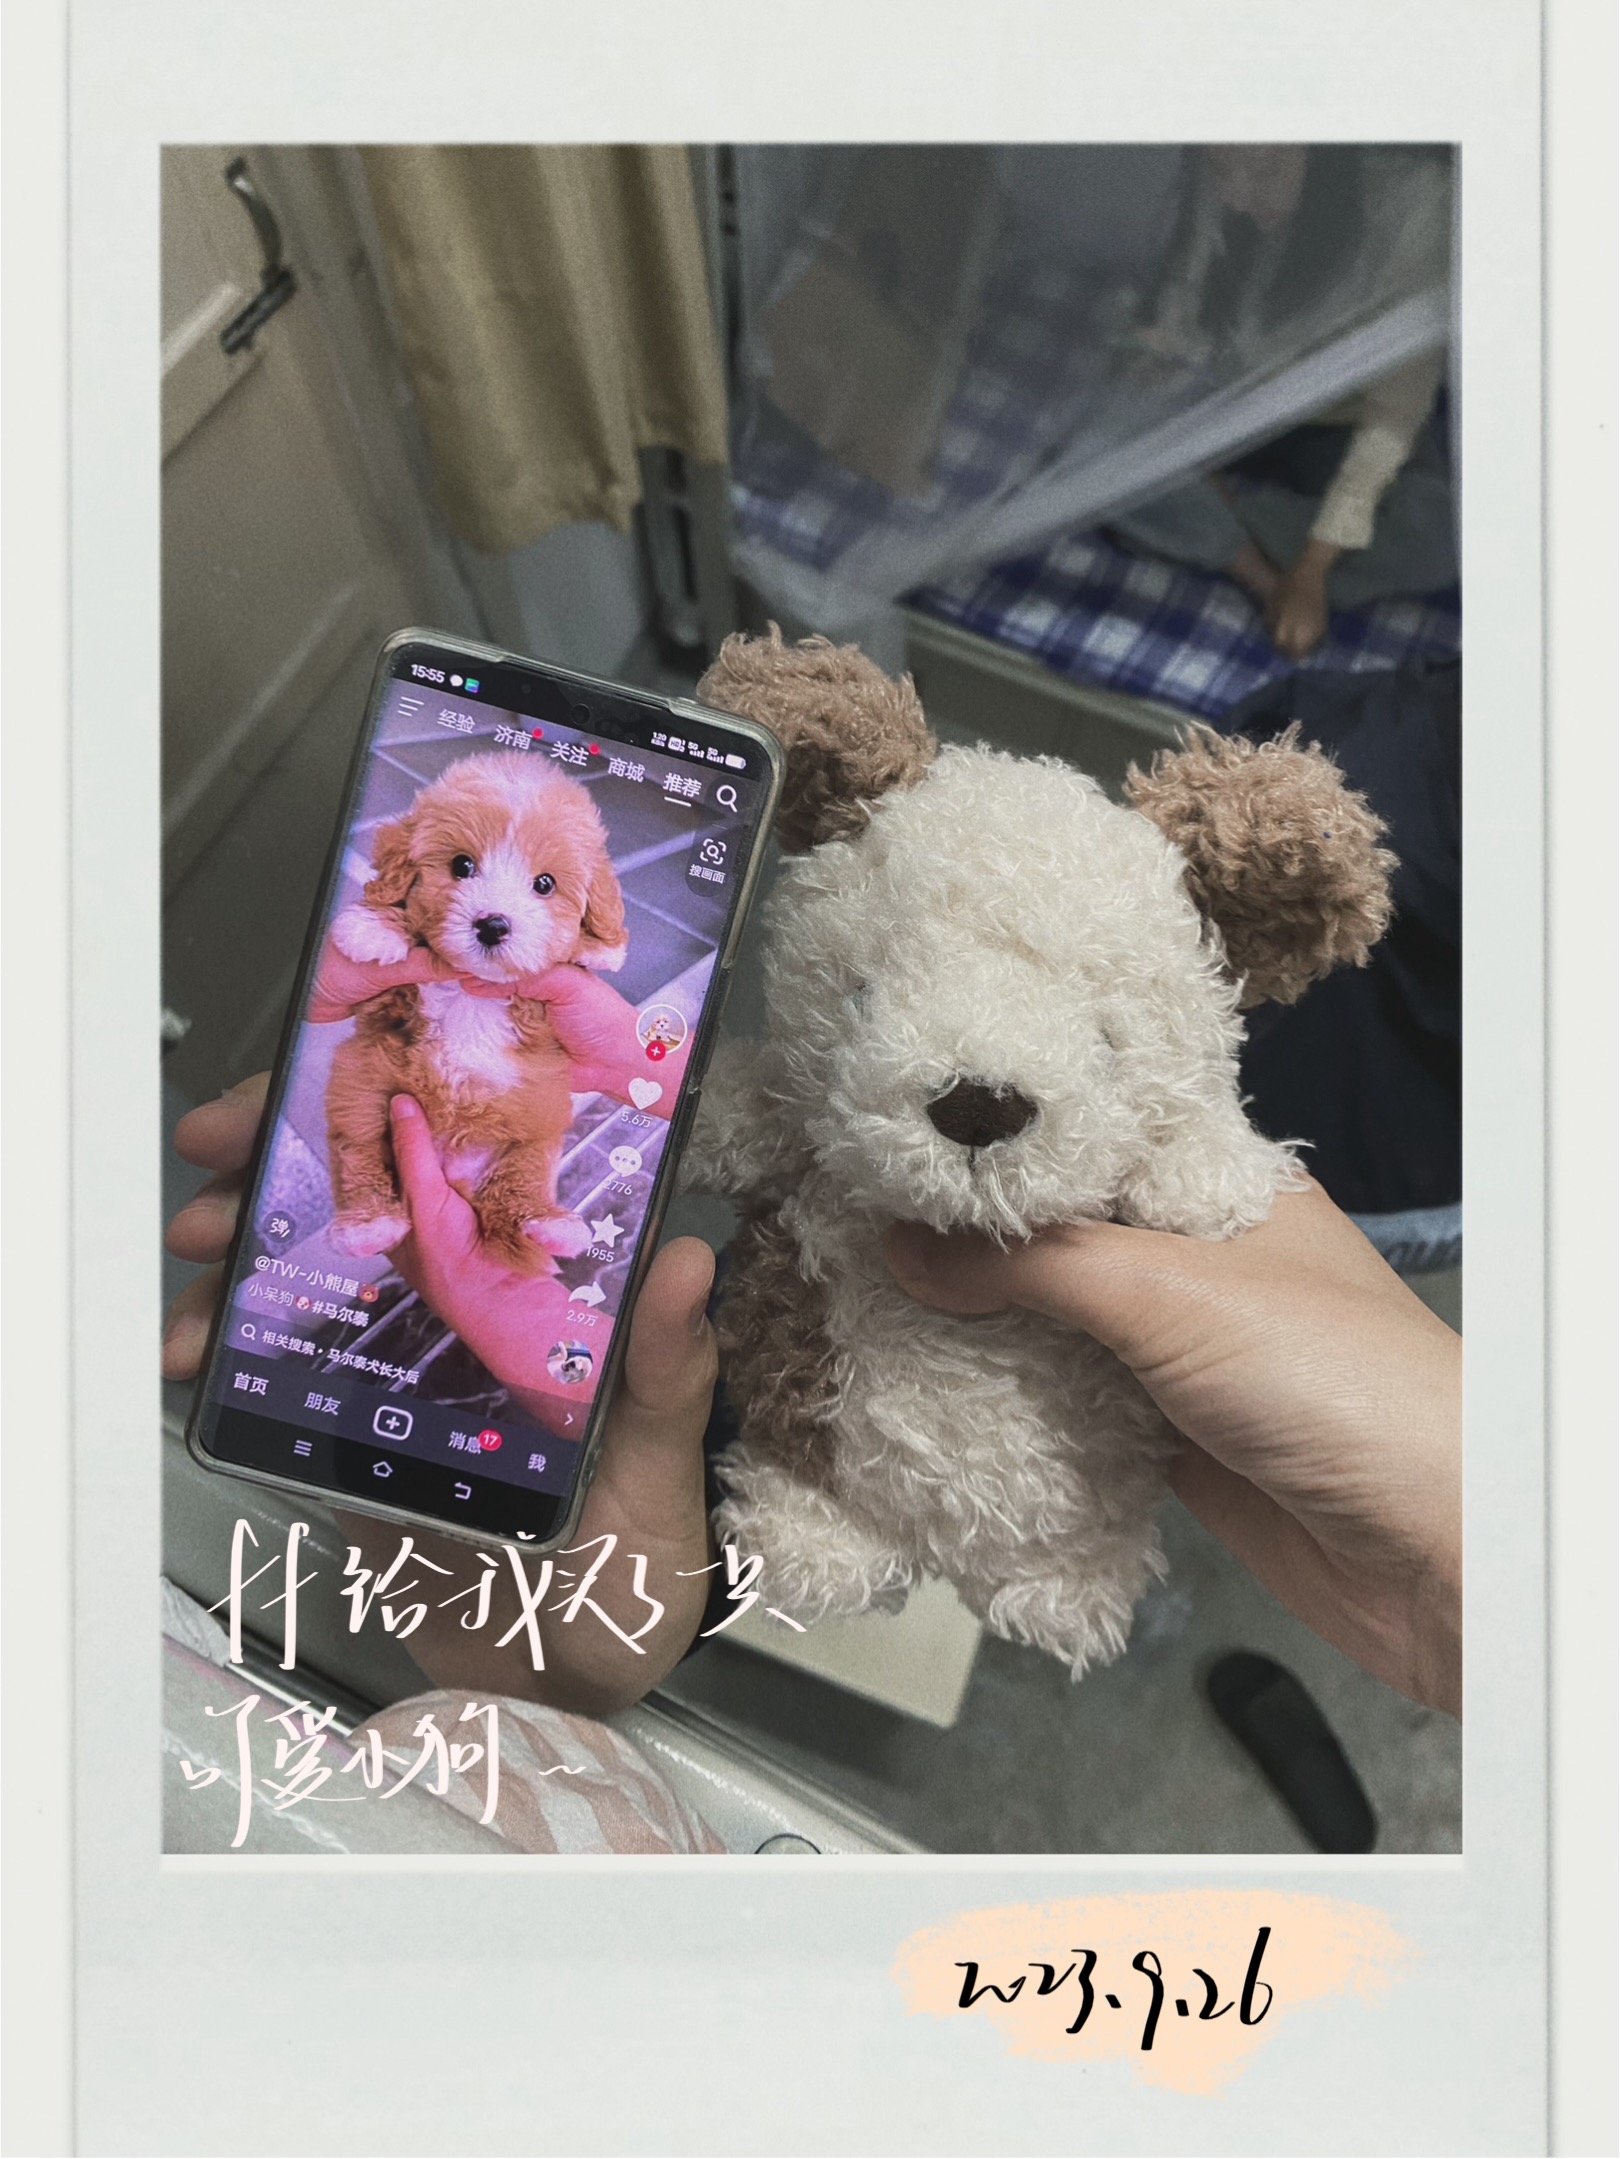 15:55
经验 济南 关注 商城 推荐
搜画面
5.6万
2776
1955
2.9万
弹
@TW-小熊屋🐻
小呆狗🐶#马尔泰
相关搜索·马尔泰犬长大后
首页 朋友 消息 17 我
给我买了一只
可爱小狗~
2023.9.26